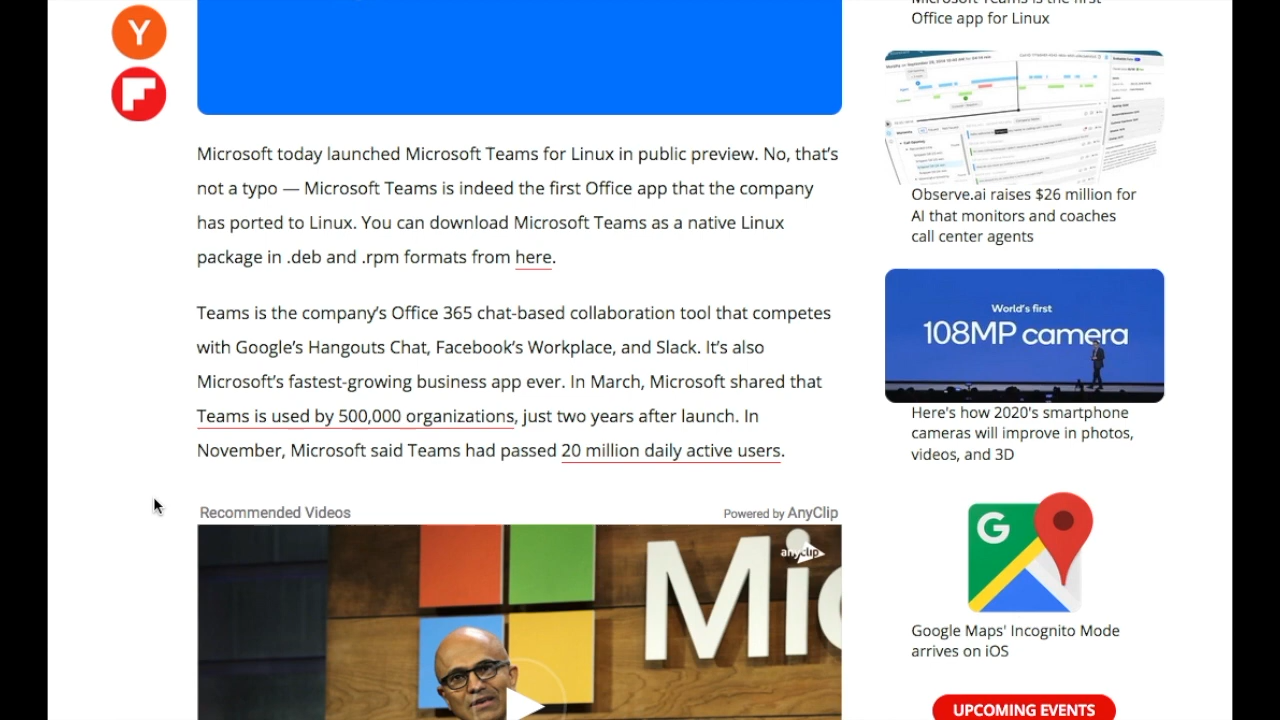 Y
Microsoft today launched Microsoft Teams for Linux in public preview. No, that's
not a typo — Microsoft Teams is indeed the first Office app that the company
has ported to Linux. You can download Microsoft Teams as a native Linux
package in .deb and .rpm formats from here.
Teams is the company's Office 365 chat-based collaboration tool that competes
with Google's Hangouts Chat, Facebook's Workplace, and Slack. It's also
Microsoft's fastest-growing business app ever. In March, Microsoft shared that
Teams is used by 500,000 organizations, just two years after launch. In
November, Microsoft said Teams had passed 20 million daily active users.
Recommended Videos
Powered by AnyClip
anyclip
Mic
Microsoft Teams is the first
Office app for Linux
Observe.ai raises $26 million for
AI that monitors and coaches
call center agents
World's first
108MP camera
Here's how 2020's smartphone
cameras will improve in photos,
videos, and 3D
G
Google Maps' Incognito Mode
arrives on iOS
UPCOMING EVENTS